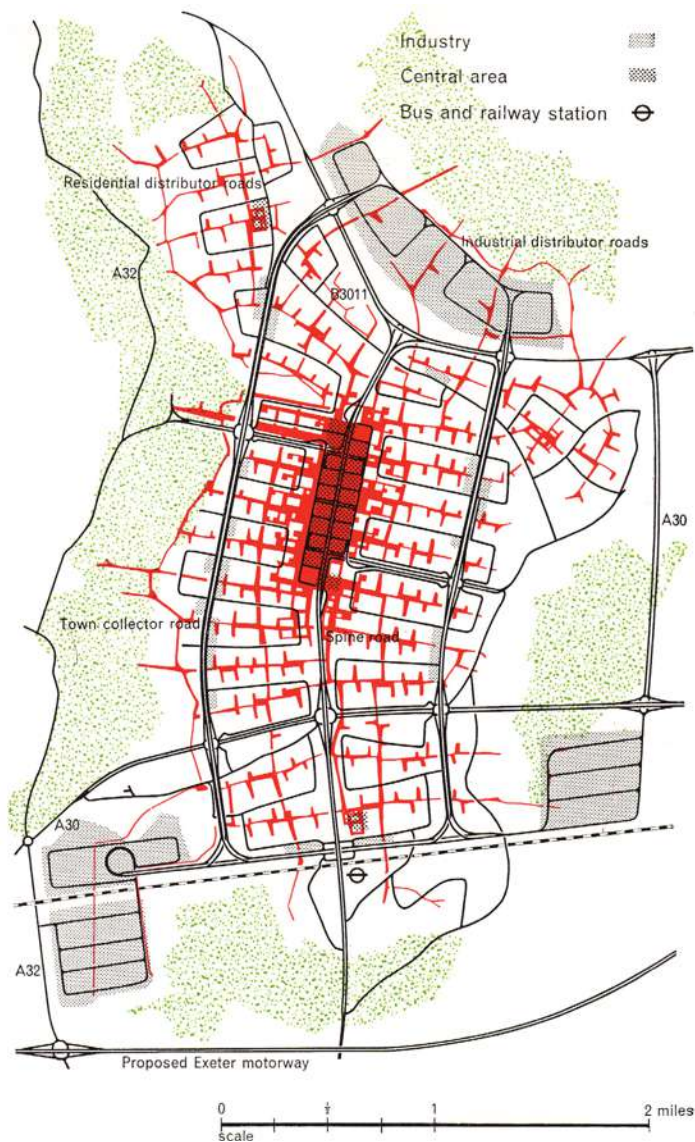 Industry
Central area
Bus and railway station
Residential distributor roads
Industrial distributor roads
A32
B3011
A30
Town collector road
Spine road
A30
A32
Proposed Exeter motorway
0 ½ 1 2 miles
scale